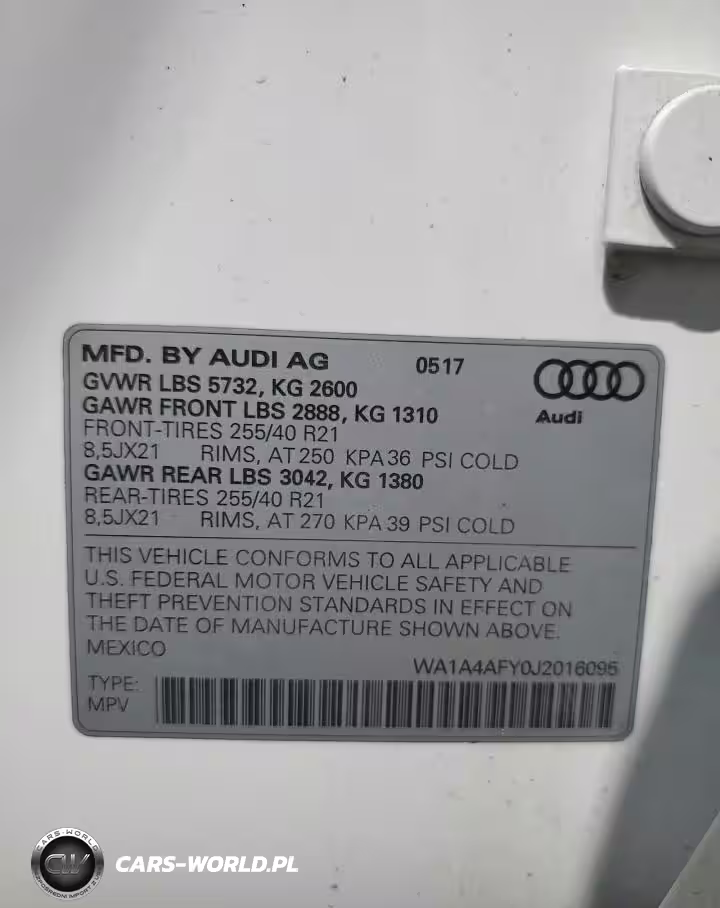 MFD. BY AUDI AG 0517
GVWR LBS 5732, KG 2600
GAWR FRONT LBS 2888, KG 1310
FRONT-TIRES 255/40 R21
8,5JX21 RIMS, AT 250 KPA 36 PSI COLD
GAWR REAR LBS 3042, KG 1380
REAR-TIRES 255/40 R21
8,5JX21 RIMS, AT 270 KPA 39 PSI COLD
Audi
THIS VEHICLE CONFORMS TO ALL APPLICABLE
U.S. FEDERAL MOTOR VEHICLE SAFETY AND
THEFT PREVENTION STANDARDS IN EFFECT ON
THE DATE OF MANUFACTURE SHOWN ABOVE.
MEXICO
WA1A4AFY0J2016095
TYPE:
MPV
CARS-WORLD
CW
CARS-WORLD.PL